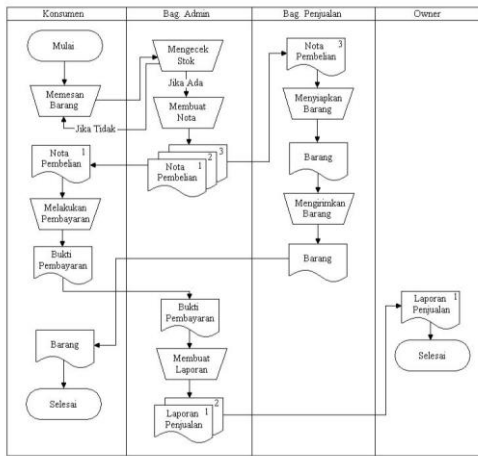 Konsumen
Bag. Admin
Bag. Penjualan
Owner
Mulai
Memesan
Barang
Mengecek
Stok
Jika Ada
Jika Tidak
Membuat
Nota
Nota
Pembelian
1
2
3
Nota
Pembelian
1
Melakukan
Pembayaran
Bukti
Pembayaran
Nota
Pembelian
3
Menyiapkan
Barang
Barang
Mengirimkan
Barang
Barang
Bukti
Pembayaran
Membuat
Laporan
Laporan
Penjualan
1
2
Barang
Selesai
Laporan
Penjualan
1
Selesai